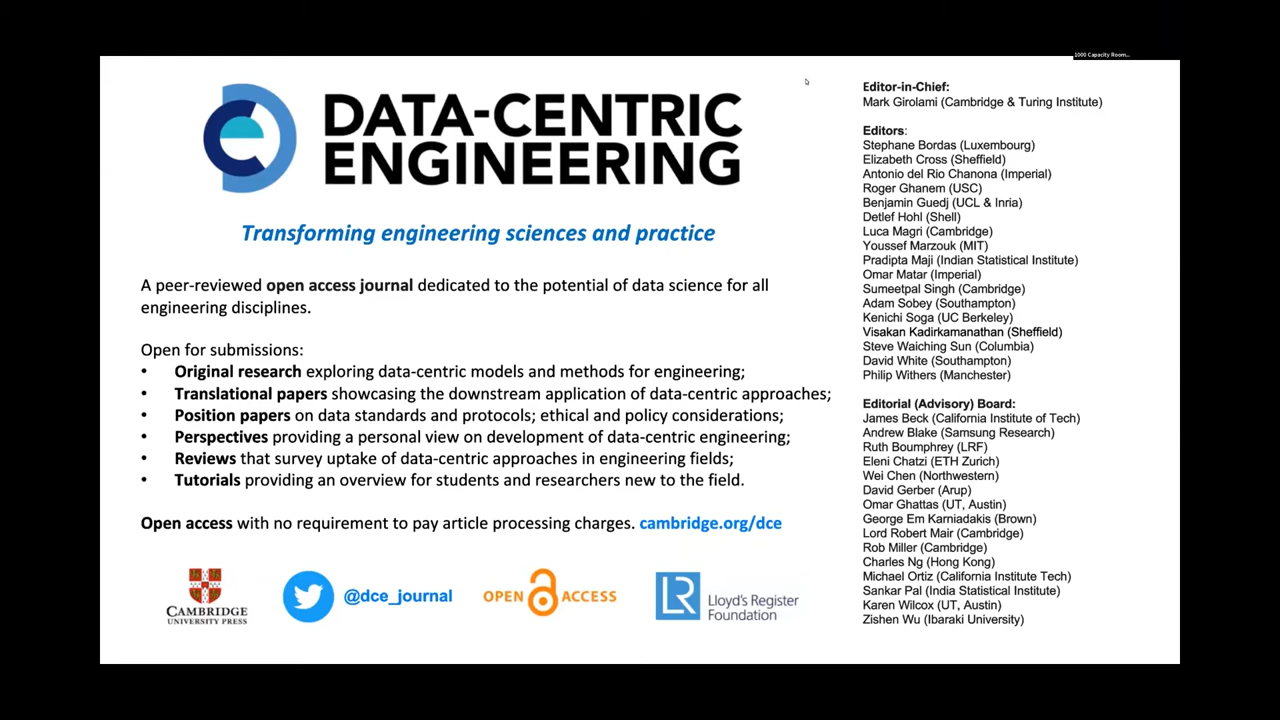 1000 Capacity Room...
DATA-CENTRIC
ENGINEERING
Transforming engineering sciences and practice
A peer-reviewed open access journal dedicated to the potential of data science for all
engineering disciplines.
Open for submissions:
• Original research exploring data-centric models and methods for engineering;
• Translational papers showcasing the downstream application of data-centric approaches;
• Position papers on data standards and protocols; ethical and policy considerations;
• Perspectives providing a personal view on development of data-centric engineering;
• Reviews that survey uptake of data-centric approaches in engineering fields;
• Tutorials providing an overview for students and researchers new to the field.
Open access with no requirement to pay article processing charges. cambridge.org/dce
CAMBRIDGE
UNIVERSITY PRESS
@dce_journal
OPEN ACCESS
LR
Lloyd's Register
Foundation
Editor-in-Chief:
Mark Girolami (Cambridge & Turing Institute)
Editors:
Stephane Bordas (Luxembourg)
Elizabeth Cross (Sheffield)
Antonio del Rio Chanona (Imperial)
Roger Ghanem (USC)
Benjamin Guedj (UCL & Inria)
Detlef Hohl (Shell)
Luca Magri (Cambridge)
Youssef Marzouk (MIT)
Pradipta Maji (Indian Statistical Institute)
Omar Matar (Imperial)
Sumeetpal Singh (Cambridge)
Adam Sobey (Southampton)
Kenichi Soga (UC Berkeley)
Visakan Kadirkamanathan (Sheffield)
Steve Waiching Sun (Columbia)
David White (Southampton)
Philip Withers (Manchester)
Editorial (Advisory) Board:
James Beck (California Institute of Tech)
Andrew Blake (Samsung Research)
Ruth Boumphrey (LRF)
Eleni Chatzi (ETH Zurich)
Wei Chen (Northwestern)
David Gerber (Arup)
Omar Ghattas (UT, Austin)
George Em Karniadakis (Brown)
Lord Robert Mair (Cambridge)
Rob Miller (Cambridge)
Charles Ng (Hong Kong)
Michael Ortiz (California Institute Tech)
Sankar Pal (India Statistical Institute)
Karen Wilcox (UT, Austin)
Zishen Wu (Ibaraki University)